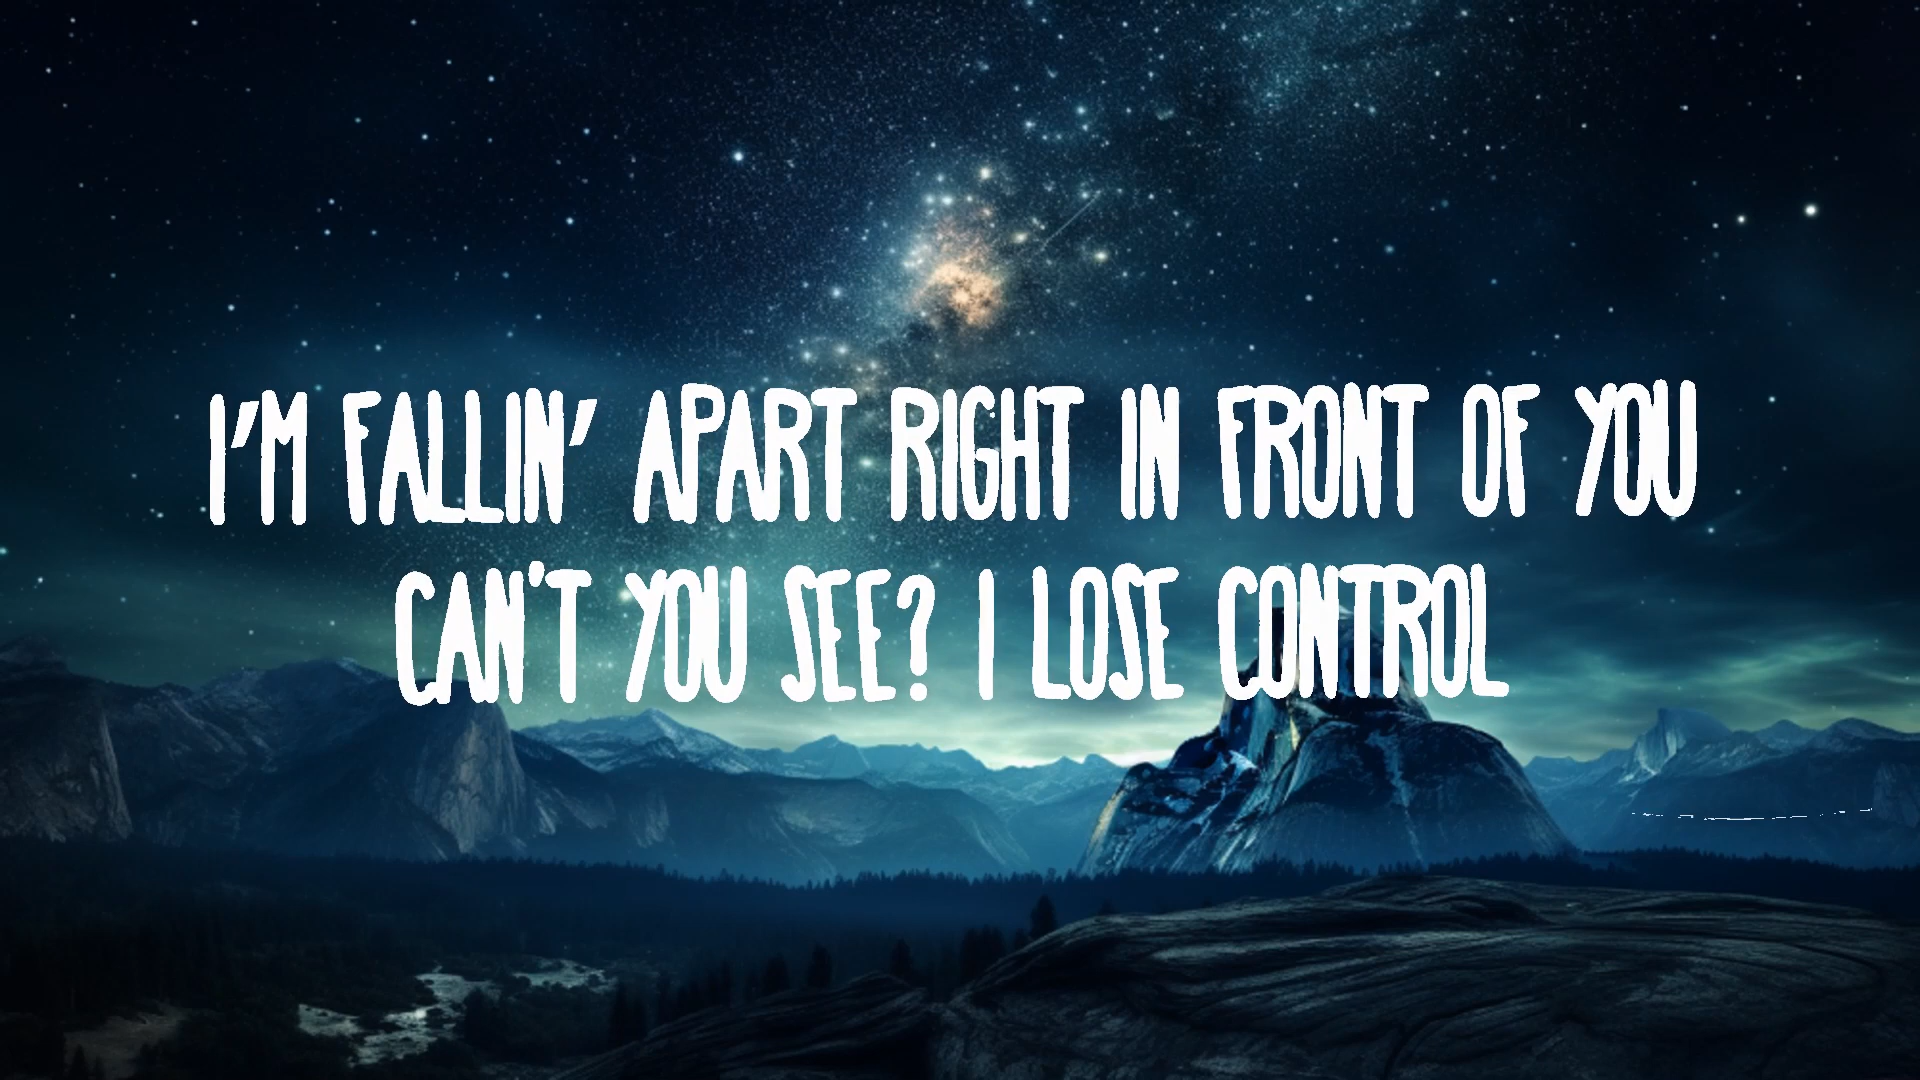 I'M FALLIN' APART RIGHT IN FRONT OF YOU
CAN'T YOU SEE? I LOSE CONTROL